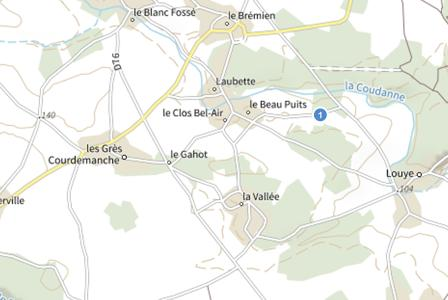 le Blanc Fossé
le Brémien
D76
Laubette
la Coudanne
le Beau Puits
le Clos Bel-Air
1
140
les Grès
Courdemanche
le Gahot
Louye
104
la Vallée
erville